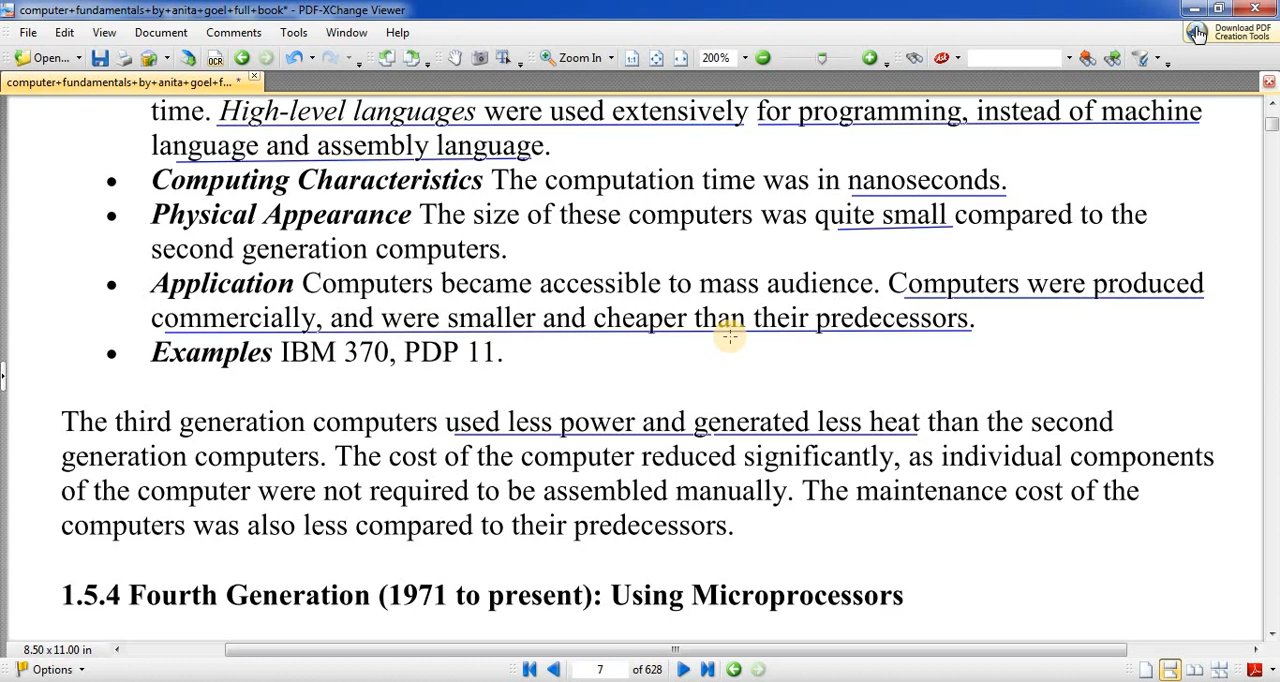 computer+fundamentals+by+anita+goel+full+book* - PDF-XChange Viewer
File Edit View Document Comments Tools Window Help
Download PDF
Creation Tools
Open... OCR Zoom In 200%
computer+fundamentals+by+anita+goel+f... *
time. High-level languages were used extensively for programming, instead of machine
language and assembly language.
• Computing Characteristics The computation time was in nanoseconds.
• Physical Appearance The size of these computers was quite small compared to the
second generation computers.
• Application Computers became accessible to mass audience. Computers were produced
commercially, and were smaller and cheaper than their predecessors.
• Examples IBM 370, PDP 11.
The third generation computers used less power and generated less heat than the second
generation computers. The cost of the computer reduced significantly, as individual components
of the computer were not required to be assembled manually. The maintenance cost of the
computers was also less compared to their predecessors.
1.5.4 Fourth Generation (1971 to present): Using Microprocessors
8.50 x 11.00 in
Options 7 of 628